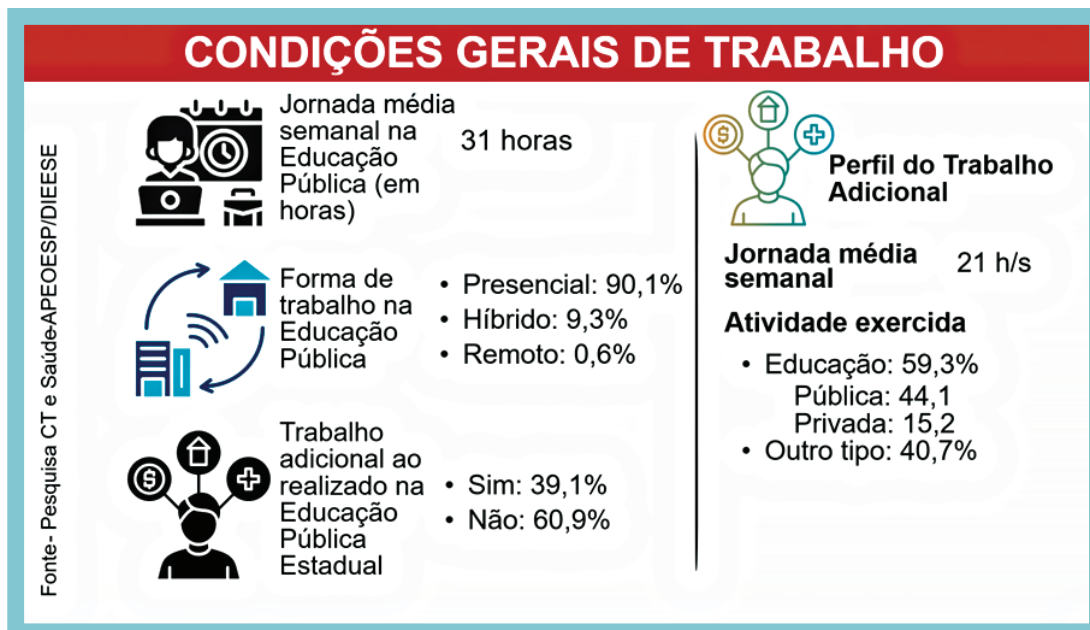 CONDIÇÕES GERAIS DE TRABALHO
Jornada média
semanal na
Educação
Pública (em
horas)
31 horas
Forma de
trabalho na
Educação
Pública
• Presencial: 90,1%
• Híbrido: 9,3%
• Remoto: 0,6%
Trabalho
adicional ao
realizado na
Educação
Pública
Estadual
• Sim: 39,1%
• Não: 60,9%
Perfil do Trabalho
Adicional
Jornada média
semanal
21 h/s
Atividade exercida
• Educação: 59,3%
Pública: 44,1
Privada: 15,2
• Outro tipo: 40,7%
Fonte- Pesquisa CT e Saúde-APEOESP/DIEESE